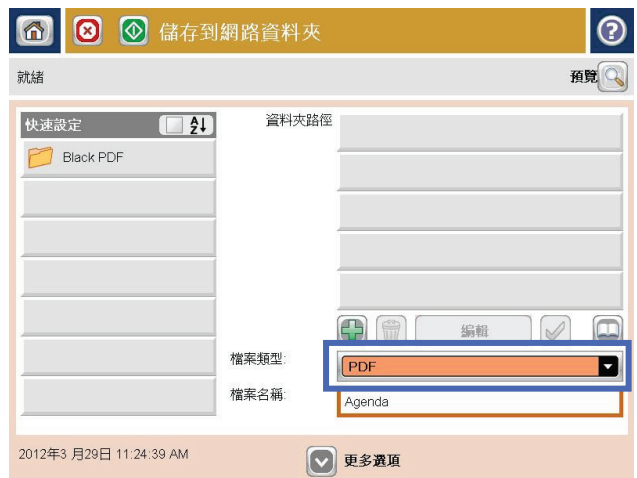 儲存到網路資料夾
就緒
預覽
快速設定
資料夾路徑
Black PDF
編輯
檔案類型:
PDF
檔案名稱:
Agenda
2012年3 月29日 11:24:39 AM
更多選項